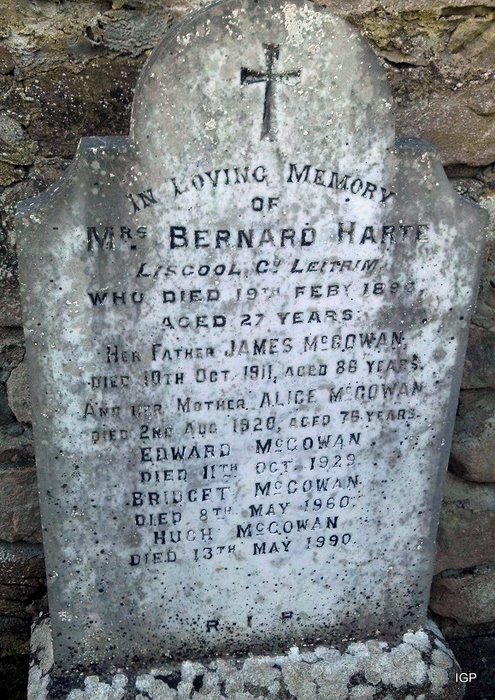 IN LOVING MEMORY
OF
MRS BERNARD HARTE
LISCOOL, CO. LEITRIM,
WHO DIED 19TH FEBY
AGED 27 YEARS.
HER FATHER JAMES MCGOWAN,
DIED 10TH OCT. 1911, AGED 86 YEARS.
AND HER MOTHER ALICE MCGOWAN
DIED 2ND AUG. 1920, AGED 76 YEARS.
EDWARD MCGOWAN
DIED 11TH OCT. 1929
BRIDGET MCGOWAN,
DIED 8TH MAY 1960.
HUGH MCGOWAN
DIED 13TH MAY 1990.
R I P
IGP